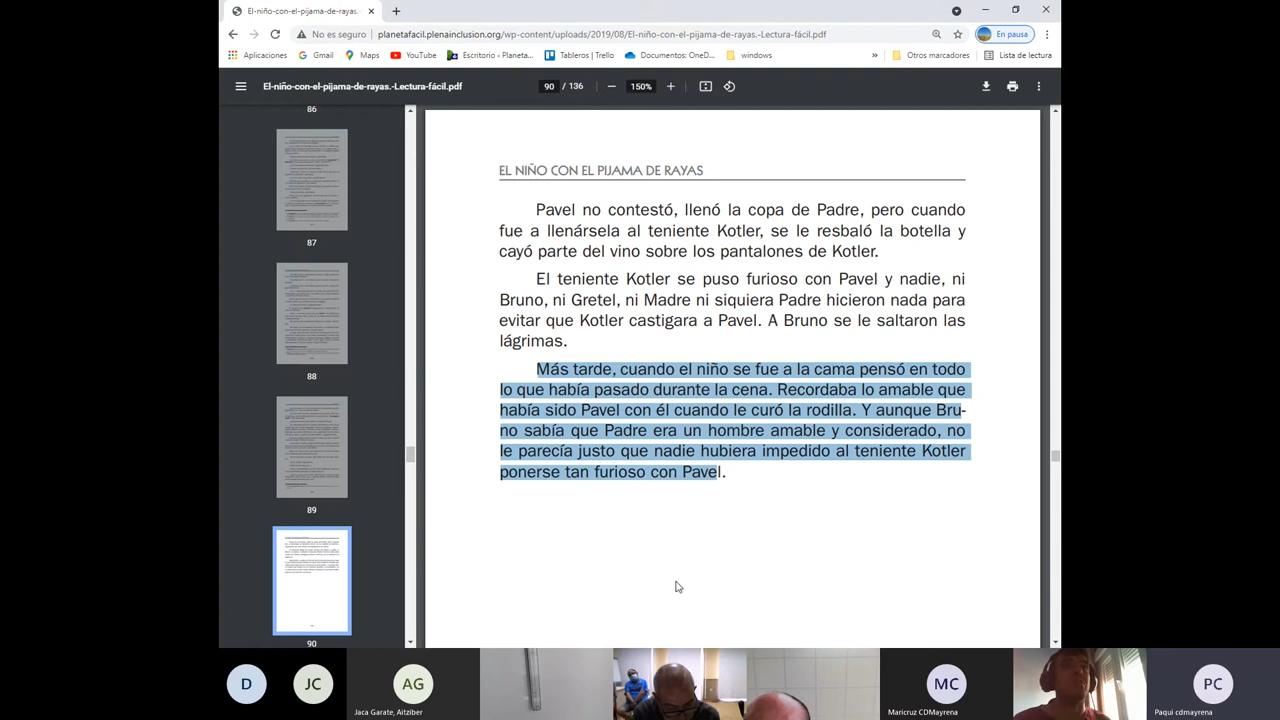 El-niño-con-el-pijama-de-rayas.-
No es seguro
planetafacil.plenainclusion.org/wp-content/uploads/2019/08/El-niño-con-el-pijama-de-rayas.-Lectura-fácil.pdf
En pausa
Aplicaciones
Gmail
Maps
YouTube
Escritorio < Planeta...
Tableros | Trello
Documentos: OneD...
windows
»
Otros marcadores
Lista de lectura
El-niño-con-el-pijama-de-rayas.-Lectura-fácil.pdf
90 / 136
150%
86
87
88
89
90
EL NIÑO CON EL PIJAMA DE RAYAS
Pavel no contestó, llenó la copa de Padre, pero cuando
fue a llenársela al teniente Kotler, se le resbaló la botella y
cayó parte del vino sobre los pantalones de Kotler.
El teniente Kotler se puso furioso con Pavel y nadie, ni
Bruno, ni Gretel, ni Madre ni siquiera Padre hicieron nada para
evitar que Kotler castigara a Pavel. A Bruno se le saltaron las
lágrimas.
Más tarde, cuando el niño se fue a la cama pensó en todo
lo que había pasado durante la cena. Recordaba lo amable que
había sido Pavel con él cuando le curó la rodilla. Y aunque Bru-
no sabía que Padre era un hombre amable y considerado, no
le parecía justo que nadie hubiera impedido al teniente Kotler
ponerse tan furioso con Pavel.
D
JC
AG
Jaca Garate, Aitziber
MC
Maricruz CDMayrena
PC
Paqui cdmayrena